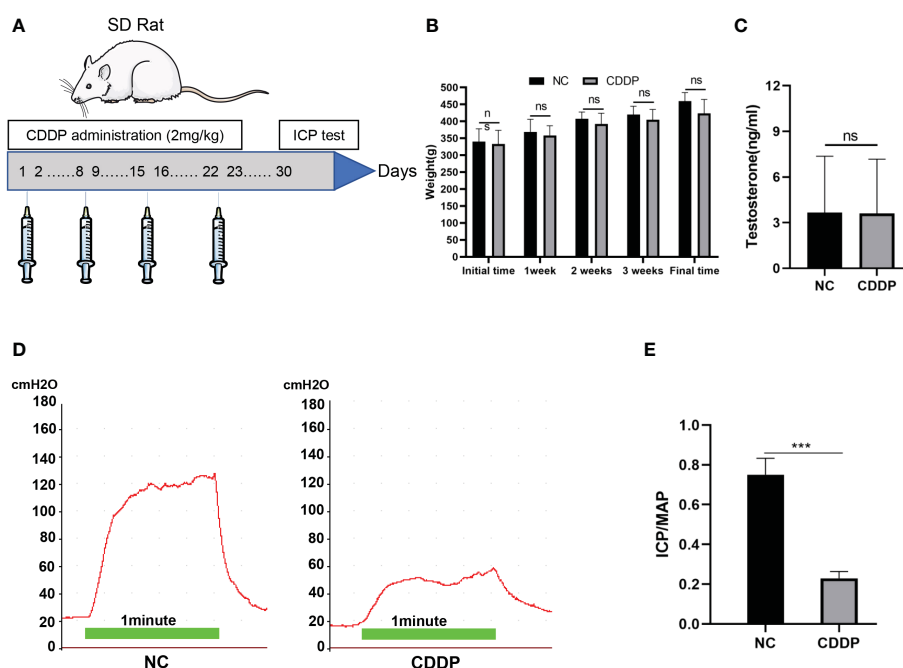 A
SD Rat
CDDP administration (2mg/kg)
ICP test
1 2 ......8 9......15 16...... 22 23...... 30
Days
B
NC CDDP
Weight(g)
500
450
400
350
300
250
200
150
100
50
0
n
s
ns
ns
ns
ns
Initial time 1week 2 weeks 3 weeks Final time
C
Testosterone(ng/ml)
12
9
6
3
0
ns
NC CDDP
D
cmH2O
180
160
140
120
100
80
60
40
20
0
1minute
NC
cmH2O
180
160
140
120
100
80
60
40
20
0
1minute
CDDP
E
ICP/MAP
1.0
0.8
0.6
0.4
0.2
0.0
***
NC CDDP